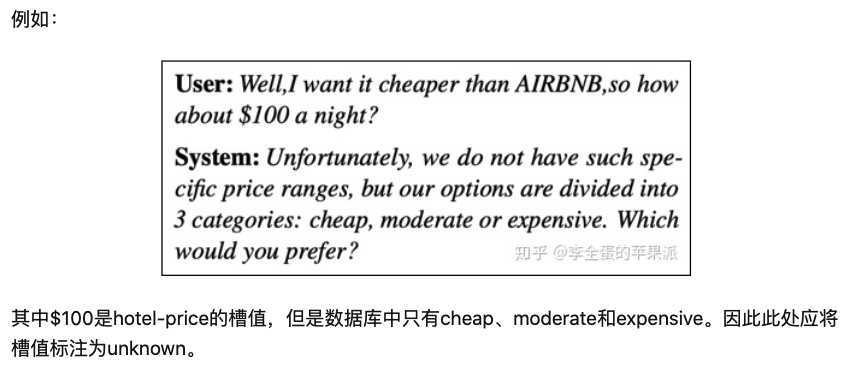 例如：
User: Well,I want it cheaper than AIRBNB,so how
about $100 a night?
System: Unfortunately, we do not have such spe-
cific price ranges, but our options are divided into
3 categories: cheap, moderate or expensive. Which
would you prefer?
知乎 @李全蛋的苹果派
其中$100是hotel-price的槽值，但是数据库中只有cheap、moderate和expensive。因此此处应将
槽值标注为unknown。